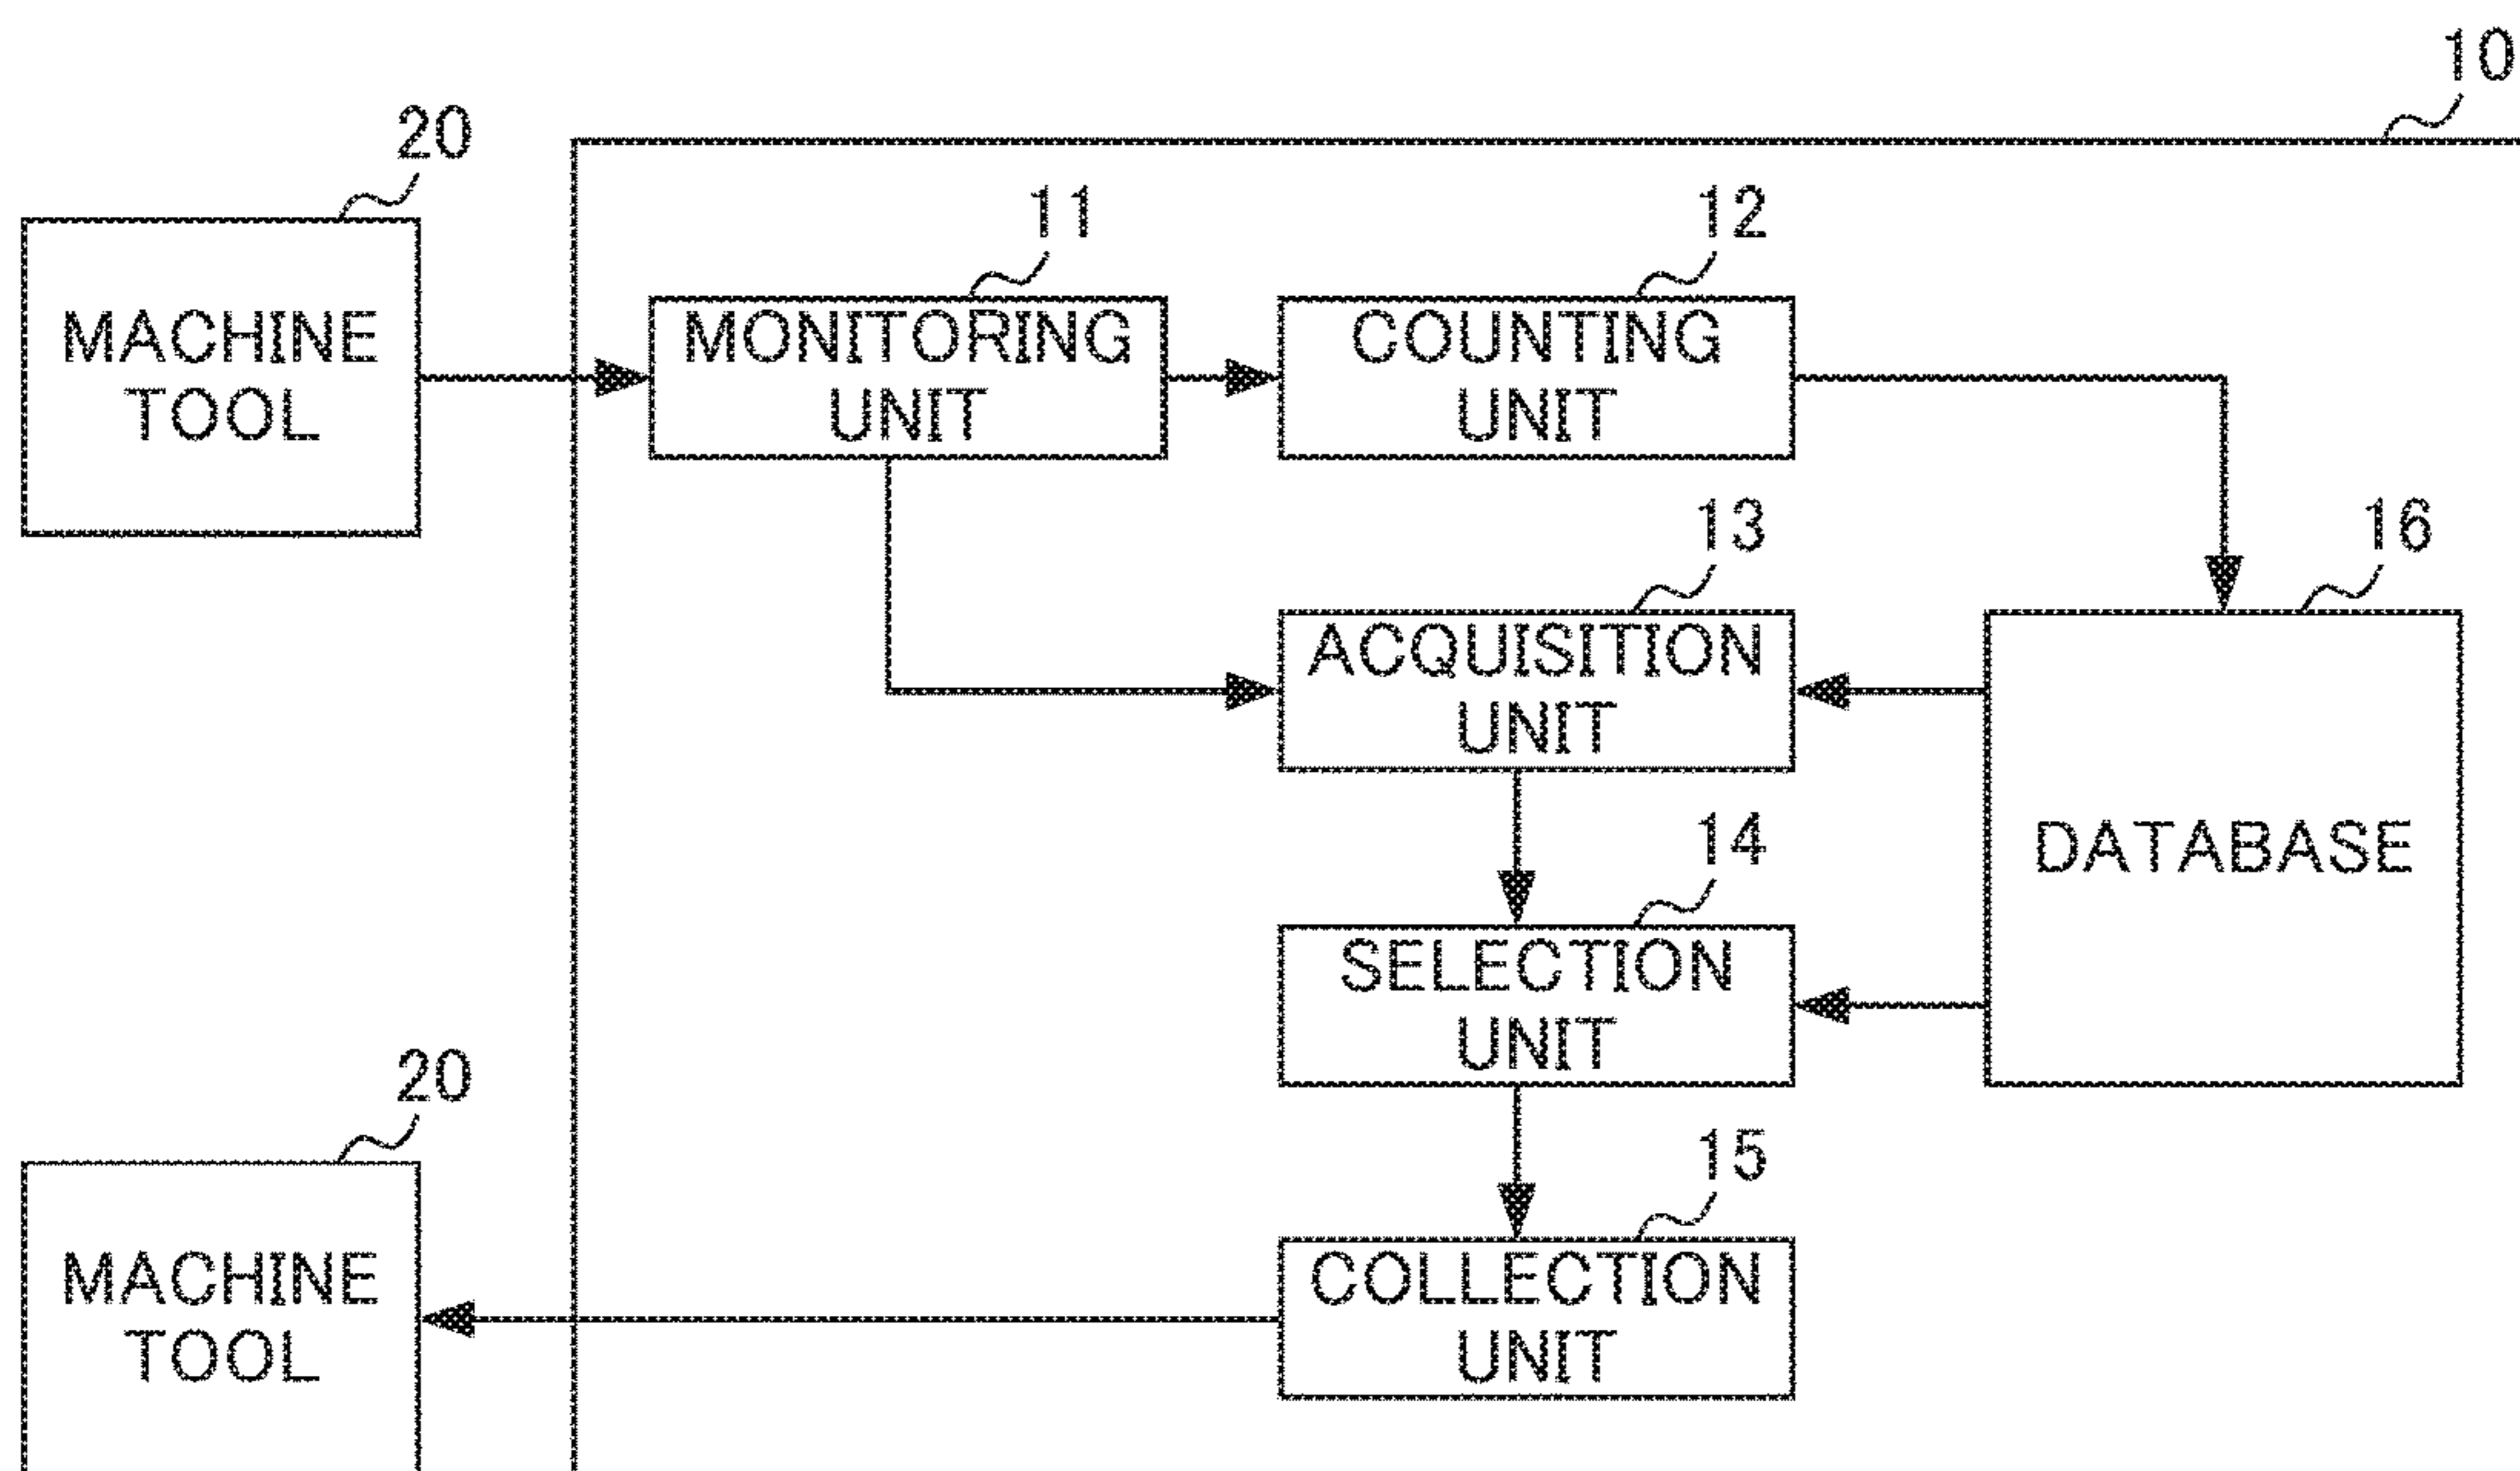 10
20
11
12
MACHINE
TOOL
MONITORING
UNIT
COUNTING
UNIT
13
16
ACQUISITION
UNIT
14
DATABASE
SELECTION
UNIT
20
15
MACHINE
TOOL
COLLECTION
UNIT